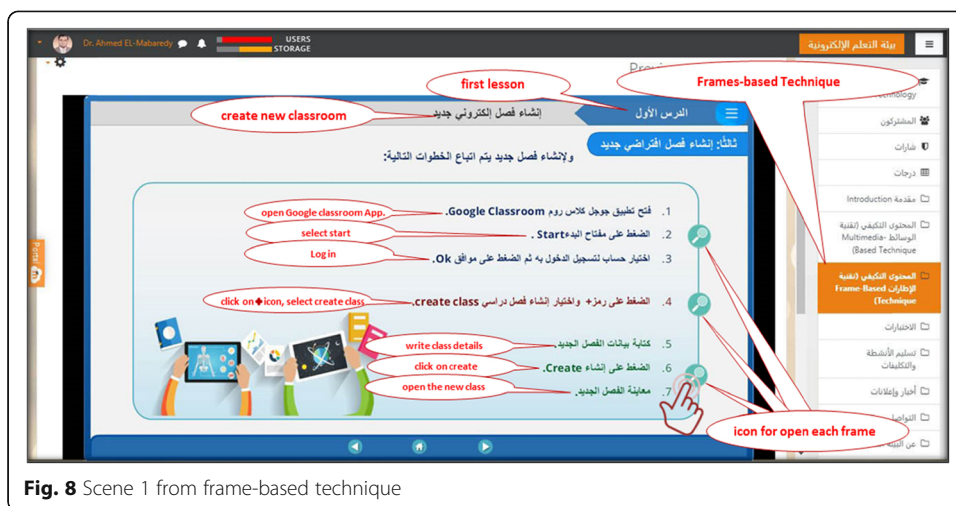 Dr. Ahmed EL-Mabaredy
USERS
STORAGE
بيئة التعلم الإلكترونية
first lesson
Frames-based Technique
create new classroom
إنشاء فصل إلكتروني جديد
الدرس الأول
ثالثًا: إنشاء فصل افتراضي جديد
ولإنشاء فصل جديد يتم اتباع الخطوات التالية:
open Google classroom App.
1. فتح تطبيق جوجل كلاس روم Google Classroom.
select start
2. الضغط على مفتاح البدء Start.
Log in
3. اختيار حساب لتسجيل الدخول به ثم الضغط على موافق Ok.
click on +icon, select create class
4. الضغط على رمز+ واختيار إنشاء فصل دراسي create class.
write class details
5. كتابة بيانات الفصل الجديد.
click on create
6. الضغط على إنشاء Create.
open the new class
7. معاينة الفصل الجديد.
icon for open each frame
المشتركون
شارات
درجات
مقدمة Introduction
المحتوى التكيفي (تقنية
الوسائط Multimedia-
Based Technique)
المحتوى التكيفي (تقنية
الإطارات Frame-Based
Technique)
الاختبارات
تسليم الأنشطة
والتكليفات
أخبار وإعلانات
Fig. 8 Scene 1 from frame-based technique